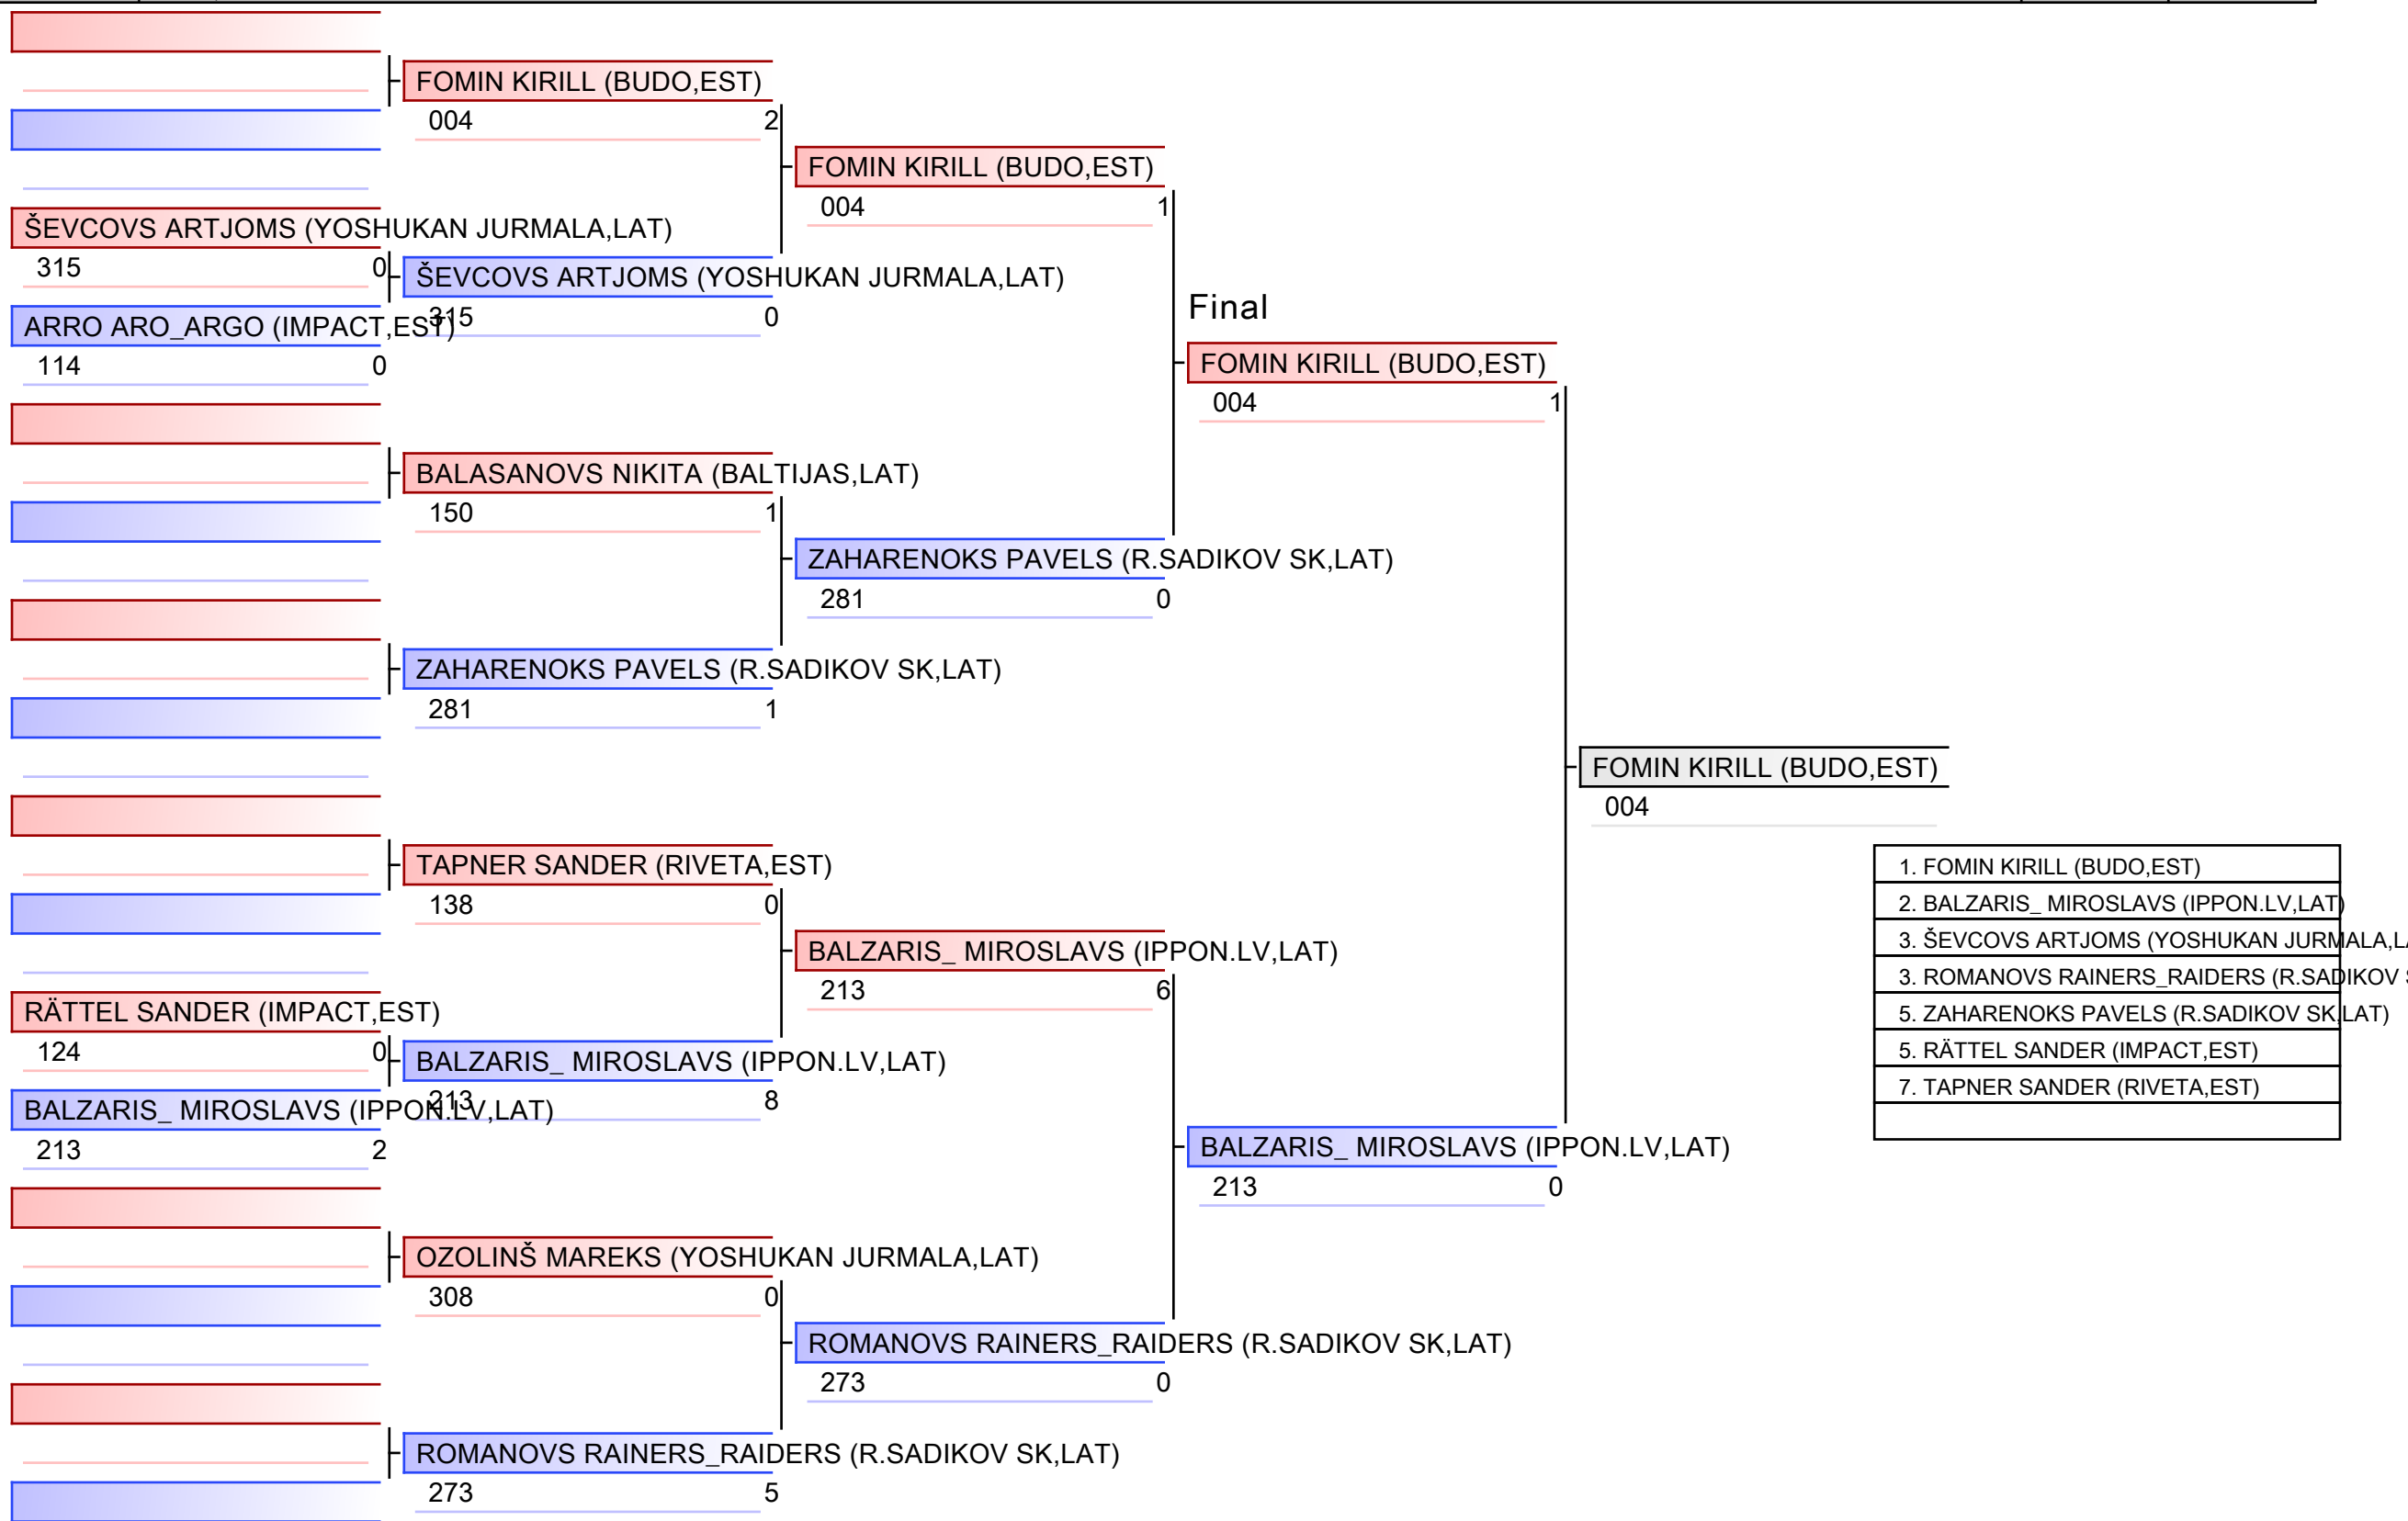 FOMIN KIRILL (BUDO,EST)
004 2
FOMIN KIRILL (BUDO,EST)
004 1
ŠEVCOVS ARTJOMS (YOSHUKAN JURMALA,LAT)
315 0
ŠEVCOVS ARTJOMS (YOSHUKAN JURMALA,LAT)
315 0
ARRO ARO_ARGO (IMPACT,EST)
114 0
Final
FOMIN KIRILL (BUDO,EST)
004 1
BALASANOVS NIKITA (BALTIJAS,LAT)
150 1
ZAHARENOKS PAVELS (R.SADIKOV SK,LAT)
281 0
ZAHARENOKS PAVELS (R.SADIKOV SK,LAT)
281 1
FOMIN KIRILL (BUDO,EST)
004
TAPNER SANDER (RIVETA,EST)
138 0
BALZARIS_ MIROSLAVS (IPPON.LV,LAT)
213 6
RÄTTEL SANDER (IMPACT,EST)
124 0
BALZARIS_ MIROSLAVS (IPPON.LV,LAT)
213 8
BALZARIS_ MIROSLAVS (IPPON.LV,LAT)
213 2
BALZARIS_ MIROSLAVS (IPPON.LV,LAT)
213 0
OZOLINŠ MAREKS (YOSHUKAN JURMALA,LAT)
308 0
ROMANOVS RAINERS_RAIDERS (R.SADIKOV SK,LAT)
273 0
ROMANOVS RAINERS_RAIDERS (R.SADIKOV SK,LAT)
273 5
1. FOMIN KIRILL (BUDO,EST)
2. BALZARIS_ MIROSLAVS (IPPON.LV,LAT)
3. ŠEVCOVS ARTJOMS (YOSHUKAN JURMALA,
3. ROMANOVS RAINERS_RAIDERS (R.SADIKOV
5. ZAHARENOKS PAVELS (R.SADIKOV SK,LAT)
5. RÄTTEL SANDER (IMPACT,EST)
7. TAPNER SANDER (RIVETA,EST)